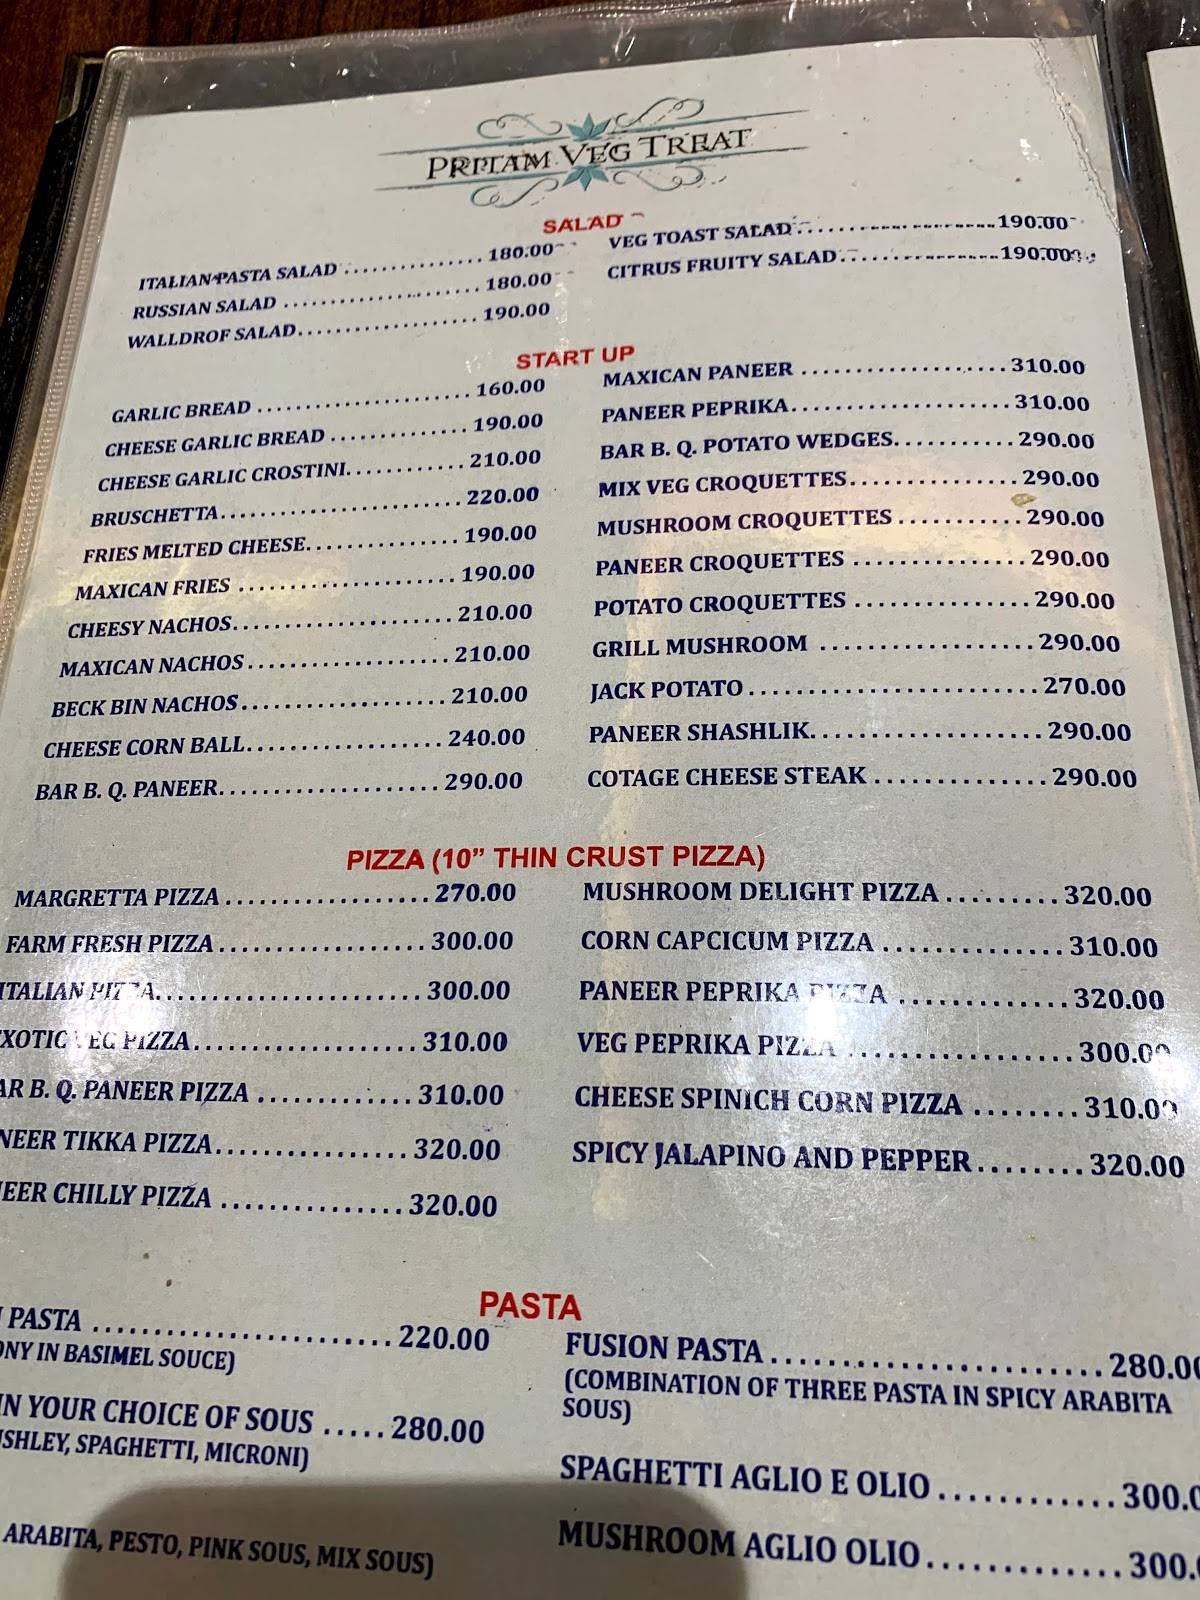 PRITAM VEG TREAT
SALAD
ITALIAN PASTA SALAD ............... 180.00
RUSSIAN SALAD ..................... 180.00
WALLDROF SALAD.................... 190.00
VEG TOAST SALAD..................... 190.00
CITRUS FRUITY SALAD................. 190.00
START UP
GARLIC BREAD ....................... 160.00
CHEESE GARLIC BREAD .............. 190.00
CHEESE GARLIC CROSTINI............ 210.00
BRUSCHETTA......................... 220.00
FRIES MELTED CHEESE................ 190.00
MAXICAN FRIES ...................... 190.00
CHEESY NACHOS...................... 210.00
MAXICAN NACHOS.................... 210.00
BECK BIN NACHOS.................... 210.00
CHEESE CORN BALL................... 240.00
BAR B. Q. PANEER..................... 290.00
MAXICAN PANEER .................... 310.00
PANEER PEPRIKA..................... 310.00
BAR B. Q. POTATO WEDGES........... 290.00
MIX VEG CROQUETTES................ 290.00
MUSHROOM CROQUETTES ........... 290.00
PANEER CROQUETTES ............... 290.00
POTATO CROQUETTES ............... 290.00
GRILL MUSHROOM .................. 290.00
JACK POTATO ........................ 270.00
PANEER SHASHLIK.................... 290.00
COTAGE CHEESE STEAK .............. 290.00
PIZZA (10” THIN CRUST PIZZA)
MARGRETTA PIZZA .................. 270.00
FARM FRESH PIZZA .................. 300.00
ITALIAN PIZZA....................... 300.00
VEG PIZZA................... 310.00
B. Q. PANEER PIZZA ............. 310.00
TIKKA PIZZA................ 320.00
CHILLY PIZZA ................ 320.00
MUSHROOM DELIGHT PIZZA ......... 320.00
CORN CAPCICUM PIZZA .............. 310.00
PANEER PEPRIKA PIZZA ............. 320.00
VEG PEPRIKA PIZZA .................. 300.00
CHEESE SPINICH CORN PIZZA ........ 310.00
SPICY JALAPINO AND PEPPER........ 320.00
PASTA
PASTA ......................... 220.00
IN BASIMEL SOUCE)
IN YOUR CHOICE OF SOUS ..... 280.00
SPAGHETTI, MICRONI)
ARABITA, PESTO, PINK SOUS, MIX SOUS)
FUSION PASTA ........................ 280.00
(COMBINATION OF THREE PASTA IN SPICY ARABITA
SOUS)
SPAGHETTI AGLIO E OLIO ............ 300.0
MUSHROOM AGLIO OLIO............. 300.